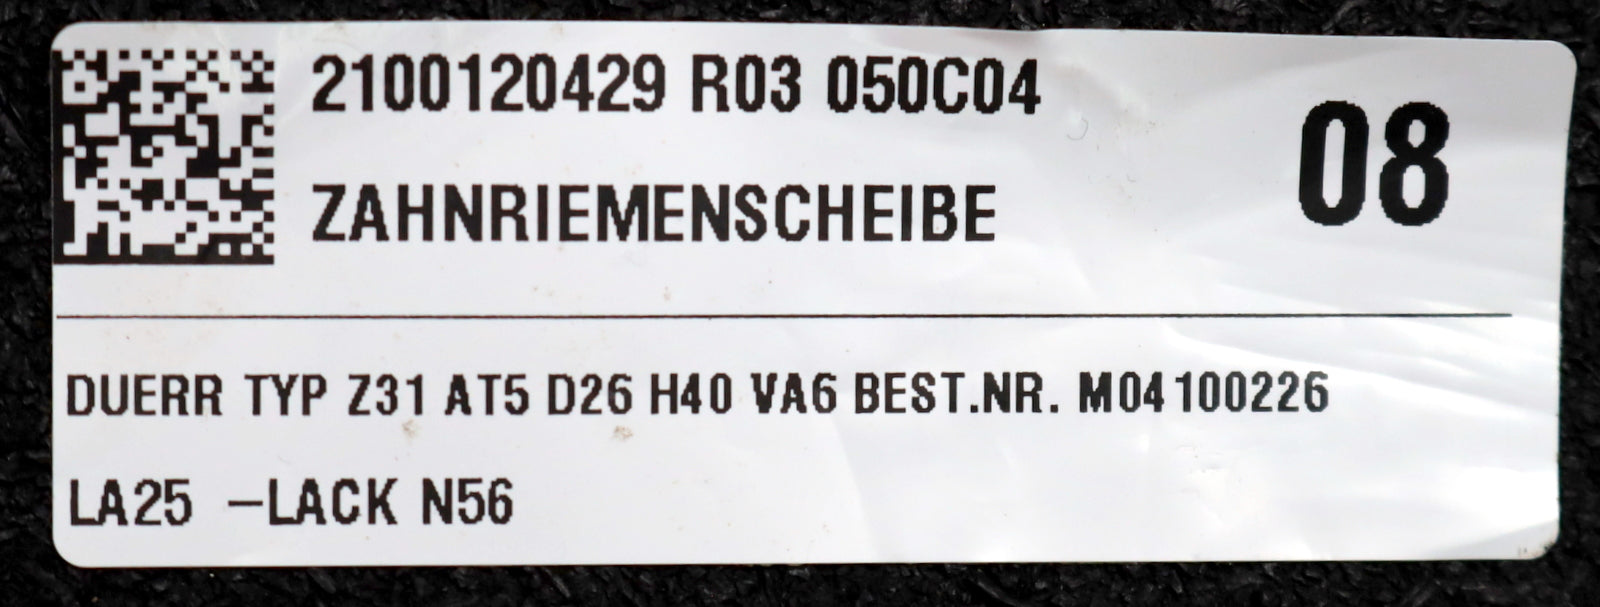 2100120429 R03 050C04
08
ZAHNRIEMENSCHEIBE
DUERR TYP Z31 AT5 D26 H40 VA6 BEST.NR. M04100226
LA25 -LACK N56